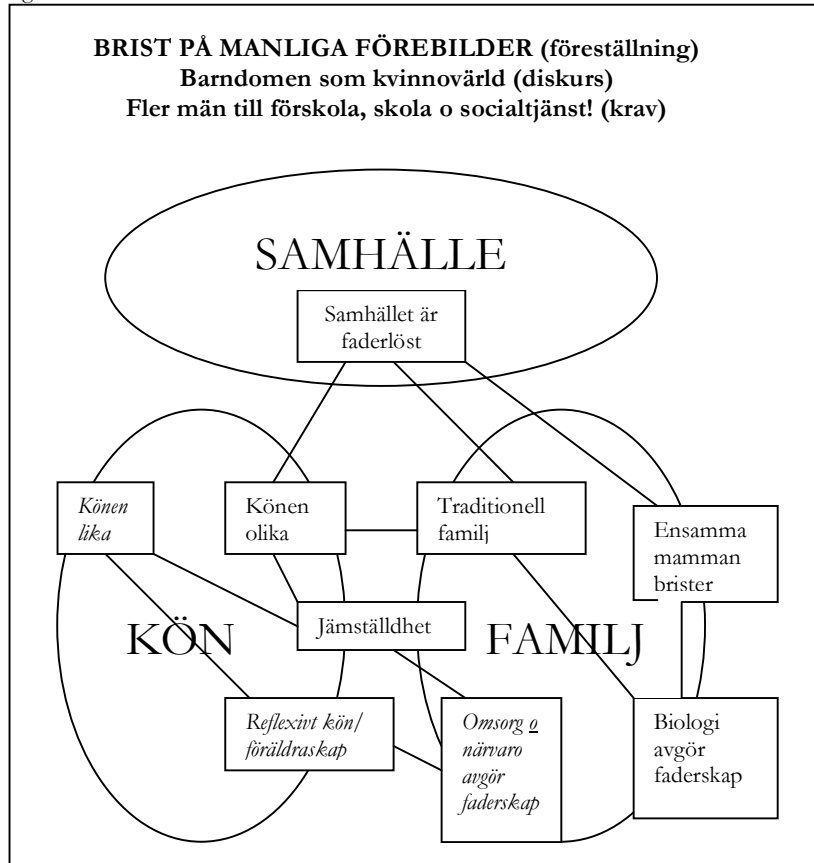 BRIST PÅ MANLIGA FÖREBILDER (föreställning)
Barndomen som kvinnovärld (diskurs)
Fler män till förskola, skola o socialtjänst! (krav)
SAMHÄLLE
Samhället är
faderlöst
Könen
lika
Könen
olika
Traditionell
familj
Ensamma
mamman
brister
KÖN
Jämställdhet
FAMILJ
Reflexivt kön/
föräldraskap
Omsorg o
närvaro
avgör
faderskap
Biologi
avgör
faderskap